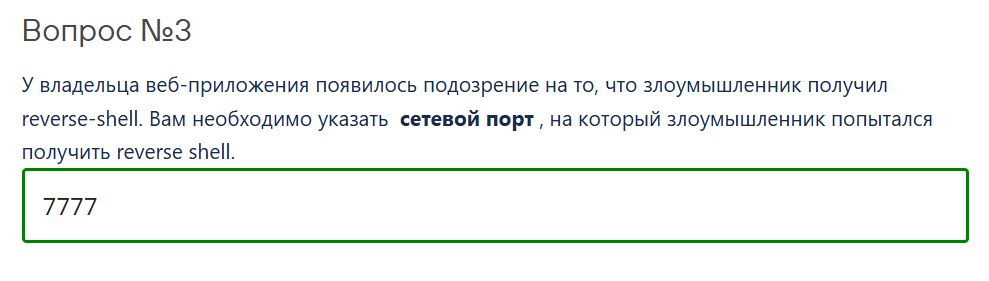 Вопрос №3
У владельца веб-приложения появилось подозрение на то, что злоумышленник получил
reverse-shell. Вам необходимо указать сетевой порт , на который злоумышленник попытался
получить reverse shell.
7777